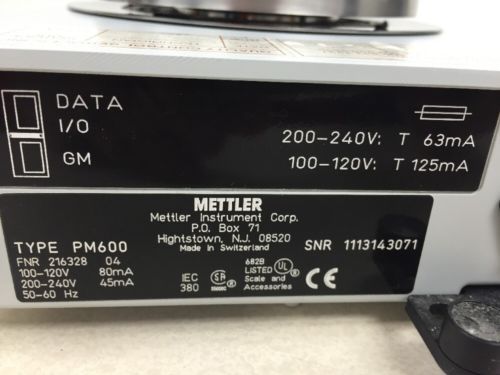 DATA
I/O
GM
200-240V: T 63mA
100-120V: T 125mA
METTLER
Mettler Instrument Corp.
P.O. Box 71
Hightstown, N.J. 08520
Made in Switzerland
TYPE PM600
SNR 1113143071
FNR 216328 04
100-120V 80mA
200-240V 45mA
50-60 Hz
IEC
380
SA
682B
LISTED UL
Scale and
Accessories
CE